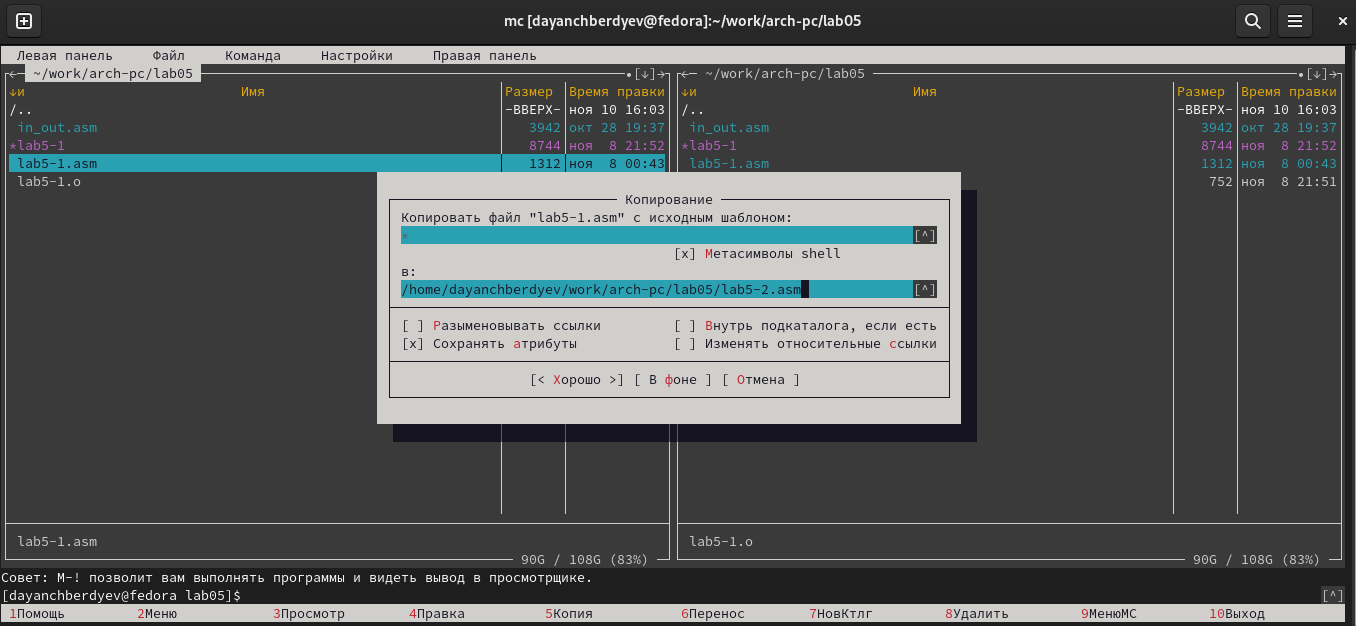 mc [dayanchberdyev@fedora]:~/work/arch-pc/lab05
Левая панель Файл Команда Настройки Правая панель
←─ ~/work/arch-pc/lab05 •[↓]→ ←─ ~/work/arch-pc/lab05 •[↓]→
↓и Имя Размер Время правки ↓и Имя Размер Время правки
/.. -ВВЕРХ- ноя 10 16:03 /.. -ВВЕРХ- ноя 10 16:03
in_out.asm 3942 окт 28 19:37 in_out.asm 3942 окт 28 19:37
*lab5-1 8744 ноя 8 21:52 *lab5-1 8744 ноя 8 21:52
lab5-1.asm 1312 ноя 8 00:43 lab5-1.asm 1312 ноя 8 00:43
lab5-1.o 752 ноя 8 21:51
Копирование
Копировать файл "lab5-1.asm" с исходным шаблоном:
* [^]
[x] Метасимволы shell
в:
/home/dayanchberdyev/work/arch-pc/lab05/lab5-2.asm [^]
[ ] Разыменовывать ссылки [ ] Внутрь подкаталога, если есть
[x] Сохранять атрибуты [ ] Изменять относительные ссылки
[< Хорошо >] [ В фоне ] [ Отмена ]
lab5-1.asm lab5-1.o
90G / 108G (83%) 90G / 108G (83%)
Совет: M-! позволит вам выполнять программы и видеть вывод в просмотрщике.
[dayanchberdyev@fedora lab05]$ [^]
1Помощь 2Меню 3Просмотр 4Правка 5Копия 6Перенос 7НовКтлг 8Удалить 9МенюМС 10Выход